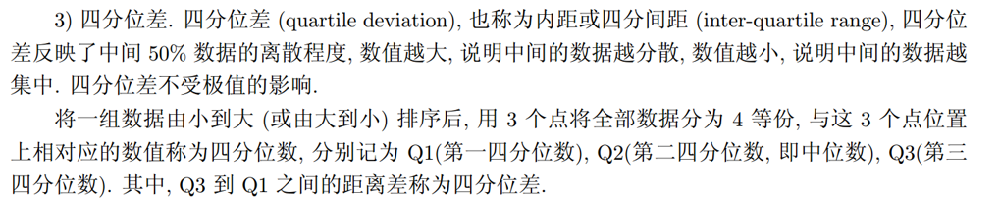 3) 四分位差. 四分位差 (quartile deviation), 也称为内距或四分间距 (inter-quartile range), 四分位
差反映了中间 50% 数据的离散程度, 数值越大, 说明中间的数据越分散, 数值越小, 说明中间的数据越
集中. 四分位差不受极值的影响.
将一组数据由小到大 (或由大到小) 排序后, 用 3 个点将全部数据分为 4 等份, 与这 3 个点位置
上相对应的数值称为四分位数, 分别记为 Q1(第一四分位数), Q2(第二四分位数, 即中位数), Q3(第三
四分位数). 其中, Q3 到 Q1 之间的距离差称为四分位差.